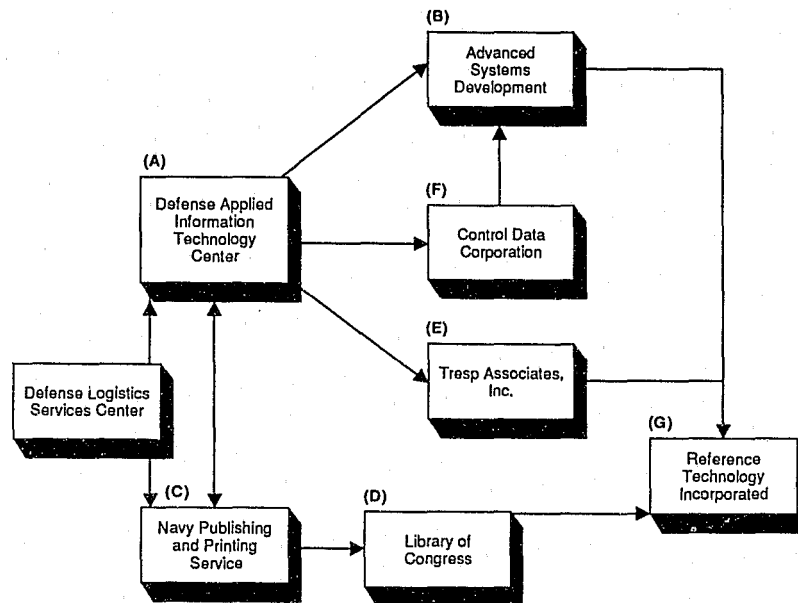 (B)
Advanced
Systems
Development
(A)
Defense Applied
Information
Technology
Center
(F)
Control Data
Corporation
(E)
Tresp Associates,
Inc.
Defense Logistics
Services Center
(G)
Reference
Technology
Incorporated
(C)
Navy Publishing
and Printing
Service
(D)
Library of
Congress